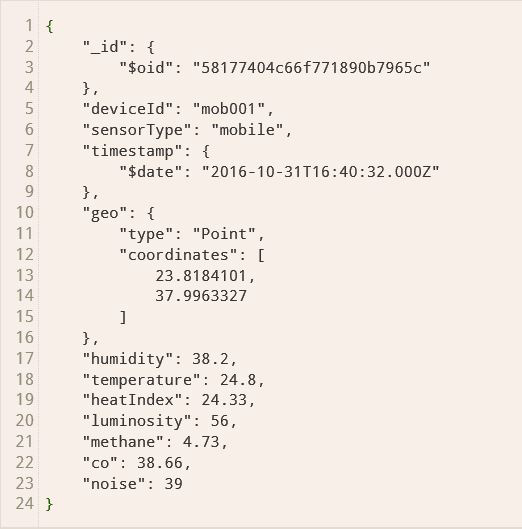 1 {
2     "_id": {
3         "$oid": "58177404c66f771890b7965c"
4     },
5     "deviceId": "mob001",
6     "sensorType": "mobile",
7     "timestamp": {
8         "$date": "2016-10-31T16:40:32.000Z"
9     },
10     "geo": {
11         "type": "Point",
12         "coordinates": [
13             23.8184101,
14             37.9963327
15         ]
16     },
17     "humidity": 38.2,
18     "temperature": 24.8,
19     "heatIndex": 24.33,
20     "luminosity": 56,
21     "methane": 4.73,
22     "co": 38.66,
23     "noise": 39
24 }